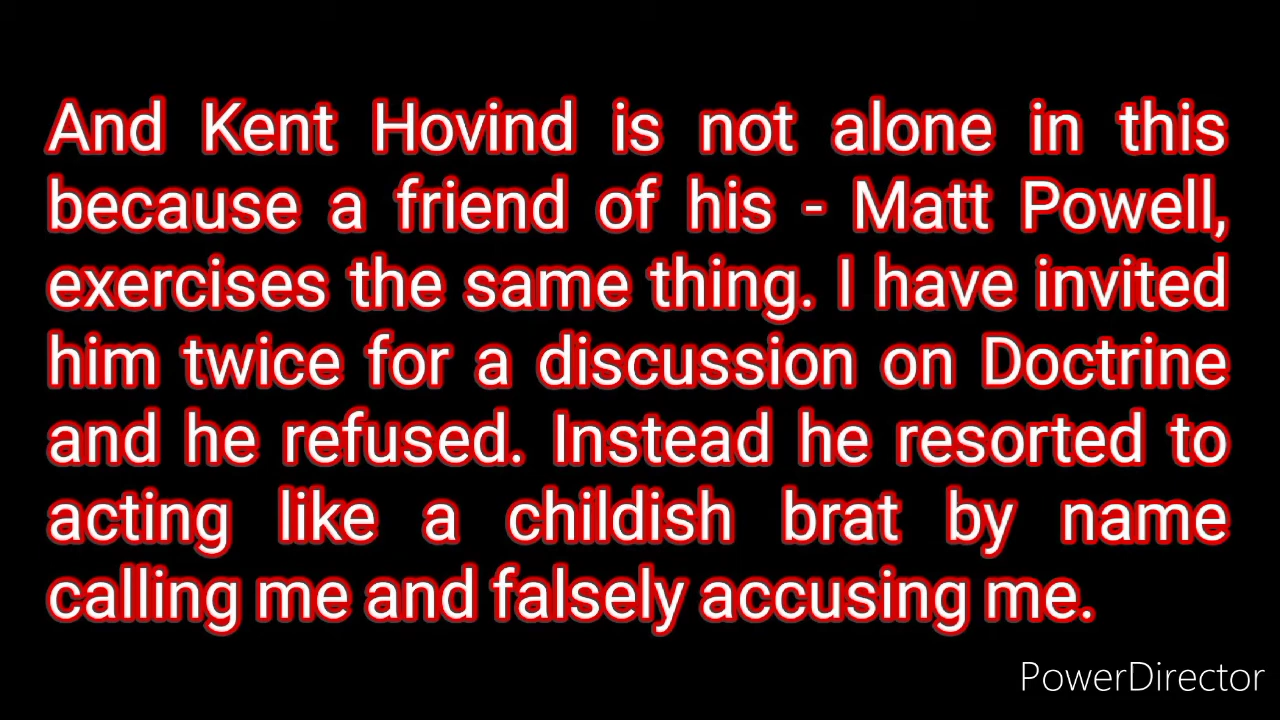 And Kent Hovind is not alone in this
because a friend of his - Matt Powell,
exercises the same thing. I have invited
him twice for a discussion on Doctrine
and he refused. Instead he resorted to
acting like a childish brat by name
calling me and falsely accusing me.
PowerDirector